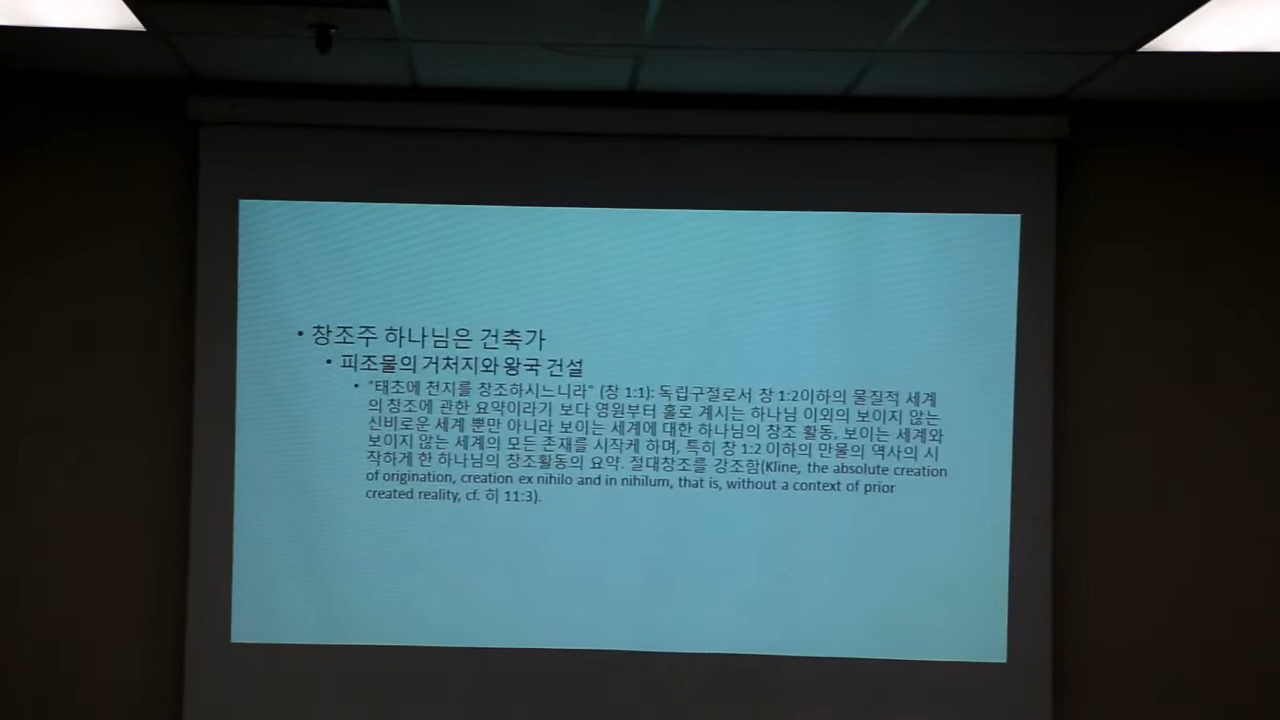 • 창조주 하나님은 건축가
• 피조물의 거처지와 왕국 건설
• "태초에 천지를 창조하시느니라" (창 1:1): 독립구절로서 창 1:2이하의 물질적 세계
의 창조에 관한 요약이라기 보다 영원부터 홀로 계시는 하나님 이외의 보이지 않는
신비로운 세계 뿐만 아니라 보이는 세계에 대한 하나님의 창조 활동, 보이는 세계와
보이지 않는 세계의 모든 존재를 시작케 하며, 특히 창 1:2 이하의 만물의 역사의 시
작하게 한 하나님의 창조활동의 요약. 절대창조를 강조함(Kline, the absolute creation
of origination, creation ex nihilo and in nihilum, that is, without a context of prior
created reality, cf. 히 11:3).